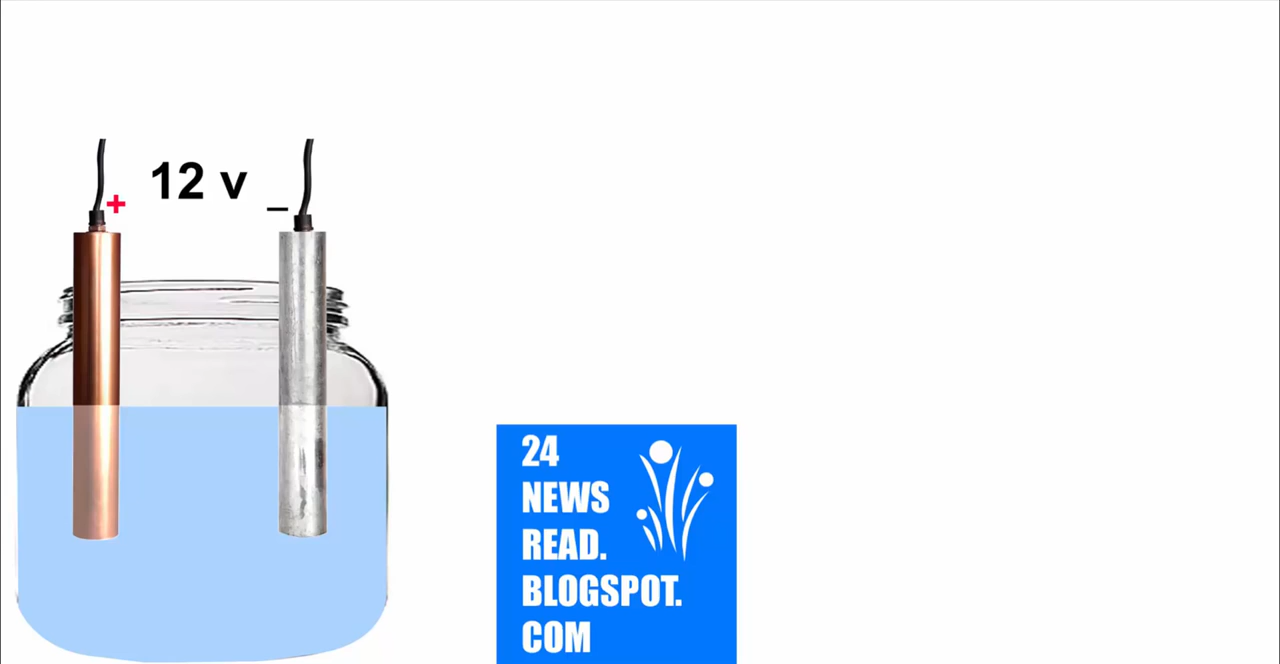 + 12 v –
24
NEWS
READ.
BLOGSPOT.
COM